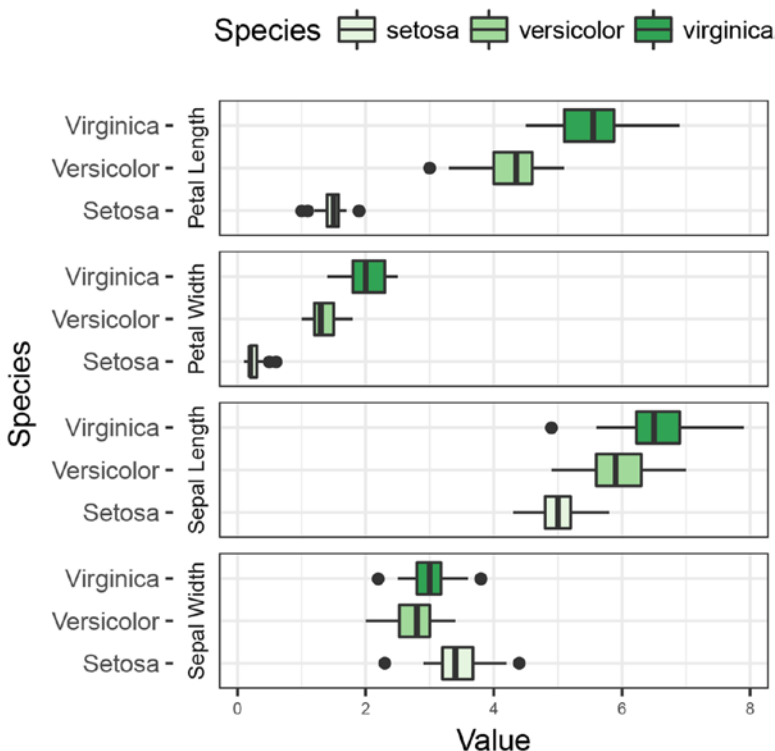 Species setosa versicolor virginica
Species
Petal Length
Virginica
Versicolor
Setosa
Petal Width
Virginica
Versicolor
Setosa
Sepal Length
Virginica
Versicolor
Setosa
Sepal Width
Virginica
Versicolor
Setosa
0 2 4 6 8
Value